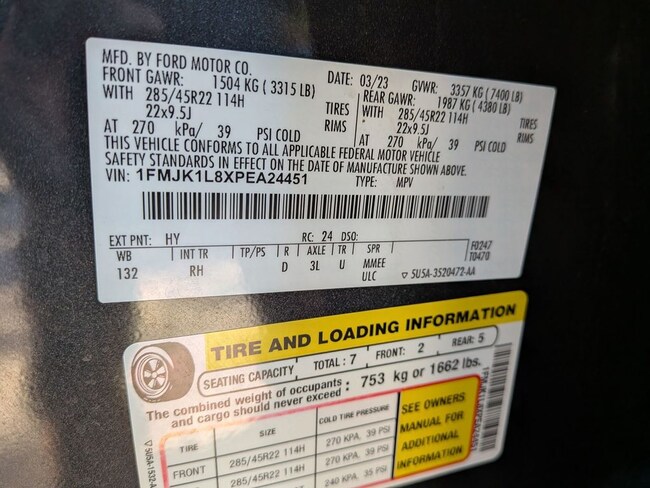 MFD. BY FORD MOTOR CO.
DATE: 03/23 GVWR: 3357 KG ( 7400 LB)
FRONT GAWR: 1504 KG ( 3315 LB) REAR GAWR: 1987 KG ( 4380 LB)
WITH 285/45R22 114H TIRES WITH 285/45R22 114H TIRES
22x9.5J RIMS 22x9.5J RIMS
AT 270 kPa/ 39 PSI COLD AT 270 kPa/ 39 PSI COLD
THIS VEHICLE CONFORMS TO ALL APPLICABLE FEDERAL MOTOR VEHICLE
SAFETY STANDARDS IN EFFECT ON THE DATE OF MANUFACTURE SHOWN ABOVE.
VIN: 1FMJK1L8XPEA24451 TYPE: MPV
EXT PNT: HY RC: 24 DSO: F0247
WB INT TR TP/PS R AXLE TR SPR T0470
132 RH D 3L U MMEE
ULC ▽ 5U5A-3520472-AA
TIRE AND LOADING INFORMATION
SEATING CAPACITY TOTAL : 7 FRONT: 2 REAR: 5
The combined weight of occupants
and cargo should never exceed : 753 kg or 1662 lbs.
TIRE SIZE COLD TIRE PRESSURE
FRONT 285/45R22 114H 270 KPA, 39 PSI
285/45R22 114H 270 KPA, 39 PSI
240 KPA, 35 PSI
SEE OWNERS
MANUAL FOR
ADDITIONAL
INFORMATION